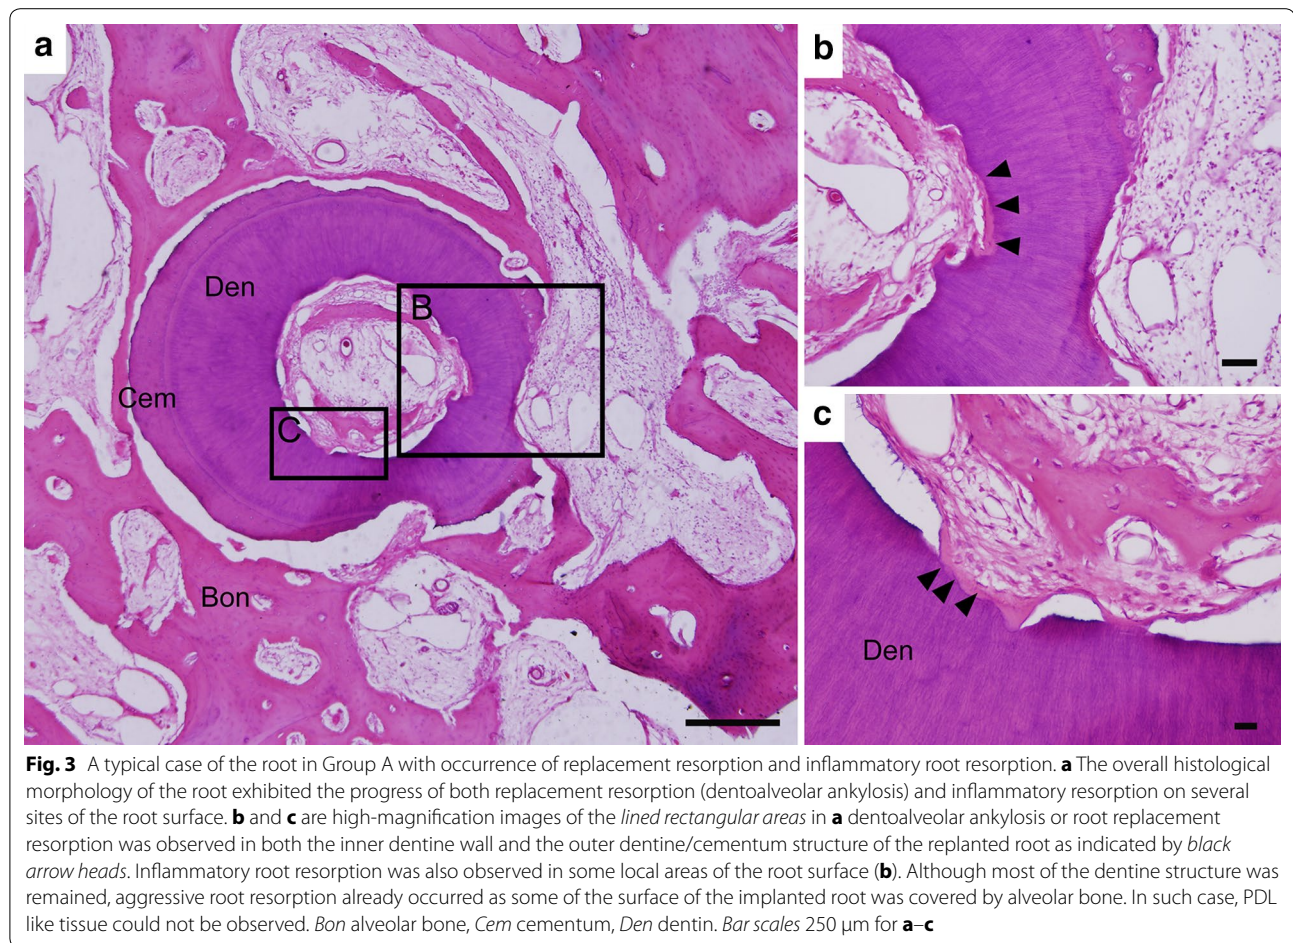 a
b
Den
B
Cem
C
c
Bon
Den
Fig. 3 A typical case of the root in Group A with occurrence of replacement resorption and inflammatory root resorption. a The overall histological
morphology of the root exhibited the progress of both replacement resorption (dentoalveolar ankylosis) and inflammatory resorption on several
sites of the root surface. b and c are high-magnification images of the lined rectangular areas in a dentoalveolar ankylosis or root replacement
resorption was observed in both the inner dentine wall and the outer dentine/cementum structure of the replanted root as indicated by black
arrow heads. Inflammatory root resorption was also observed in some local areas of the root surface (b). Although most of the dentine structure was
remained, aggressive root resorption already occurred as some of the surface of the implanted root was covered by alveolar bone. In such case, PDL
like tissue could not be observed. Bon alveolar bone, Cem cementum, Den dentin. Bar scales 250 μm for a–c